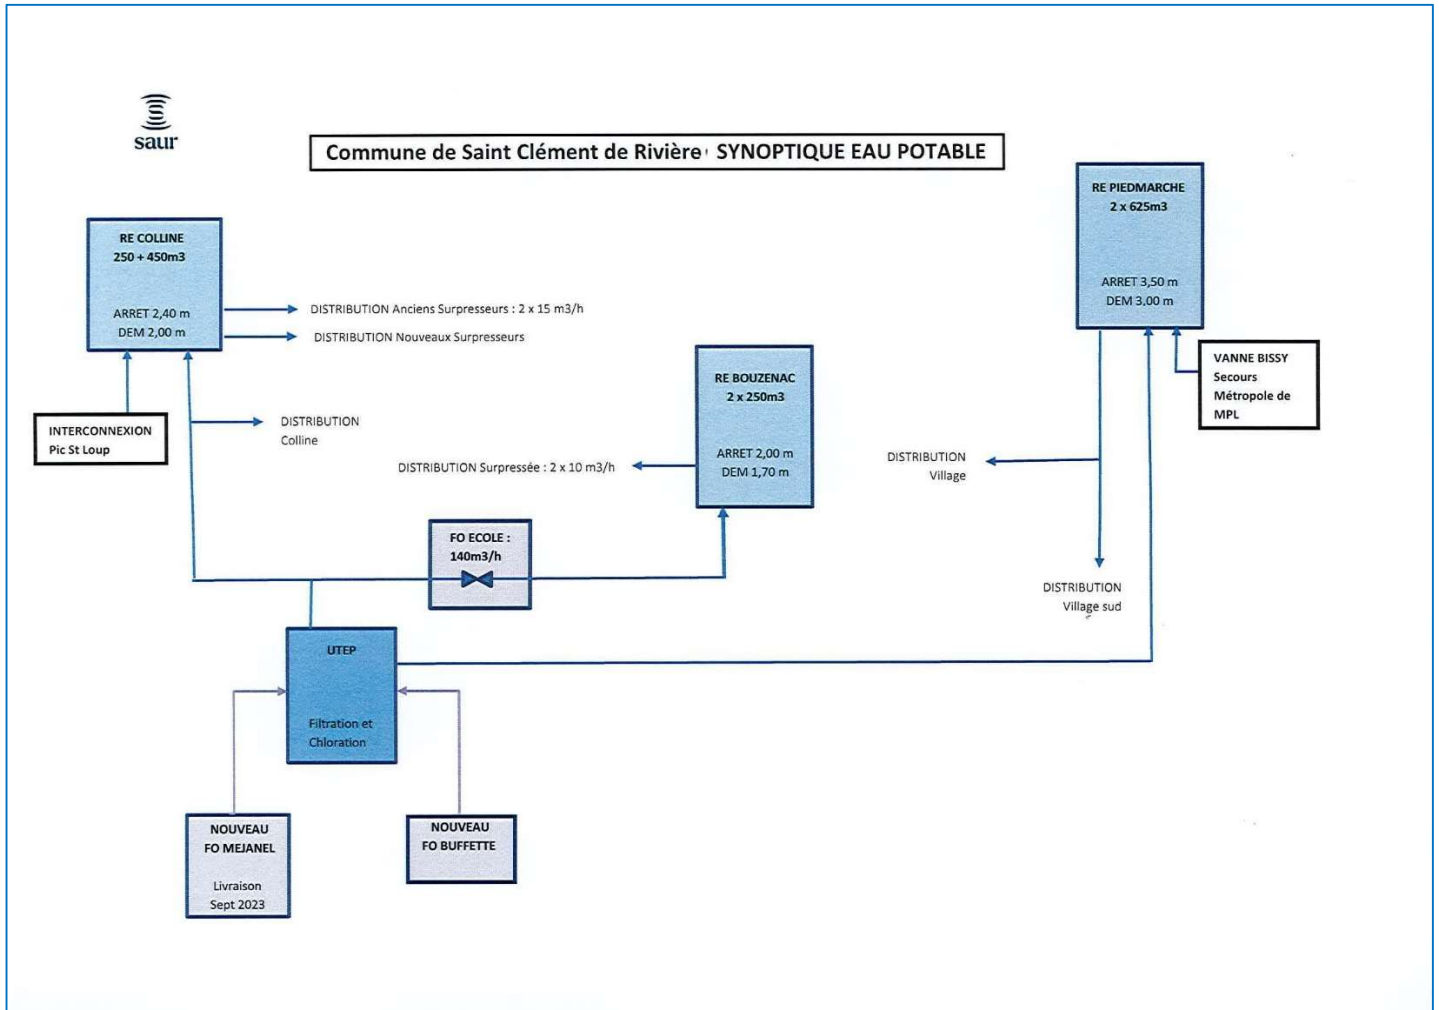 saur
Commune de Saint Clément de Rivière SYNOPTIQUE EAU POTABLE
RE COLLINE
250 + 450m3
ARRET 2,40 m
DEM 2,00 m
DISTRIBUTION Anciens Surpresseurs : 2 x 15 m3/h
DISTRIBUTION Nouveaux Surpresseurs
INTERCONNEXION
Pic St Loup
DISTRIBUTION
Colline
RE BOUZENAC
2 x 250m3
ARRET 2,00 m
DEM 1,70 m
DISTRIBUTION Surpressée : 2 x 10 m3/h
RE PIEDMARCHE
2 x 625m3
ARRET 3,50 m
DEM 3,00 m
VANNE BISSY
Secours
Métropole de
MPL
DISTRIBUTION
Village
DISTRIBUTION
Village sud
FO ECOLE :
140m3/h
UTEP
Filtration et
Chloration
NOUVEAU
FO MEJANEL
Livraison
Sept 2023
NOUVEAU
FO BUFFETTE